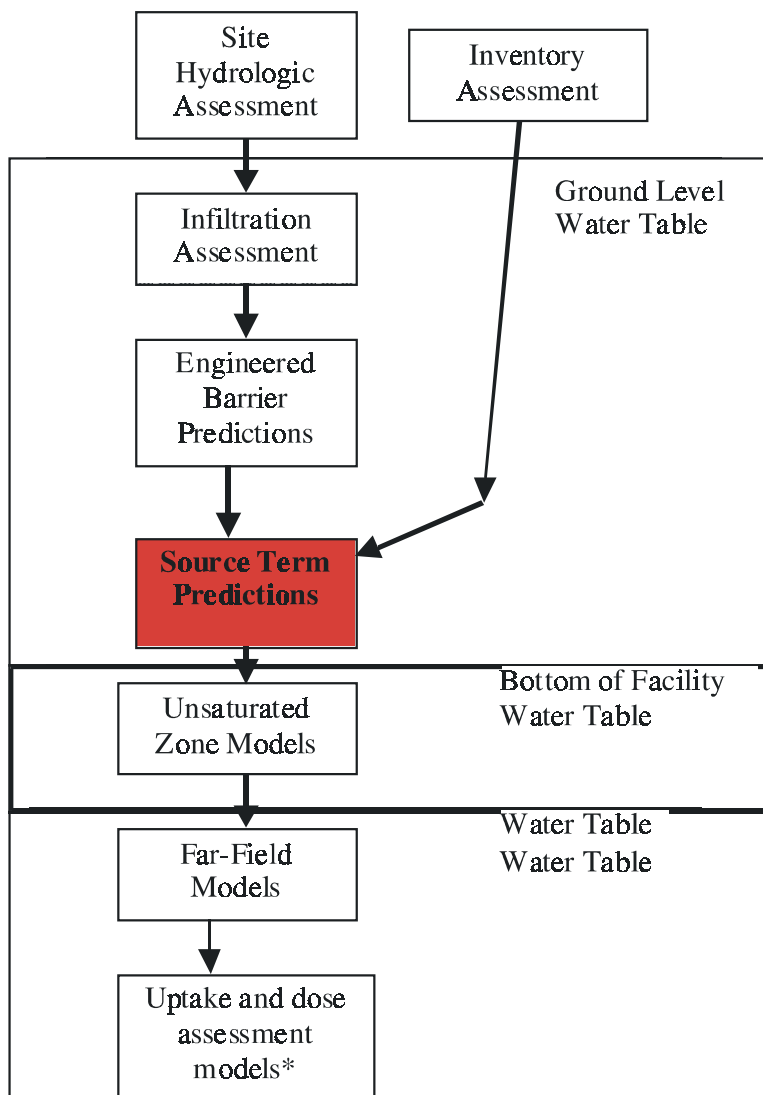 Site
Hydrologic
Assessment
Inventory
Assessment
Ground Level
Water Table
Infiltration
Assessment
Engineered
Barrier
Predictions
Source Term
Predictions
Bottom of Facility
Water Table
Unsaturated
Zone Models
Water Table
Water Table
Far-Field
Models
Uptake and dose
assessment
models*